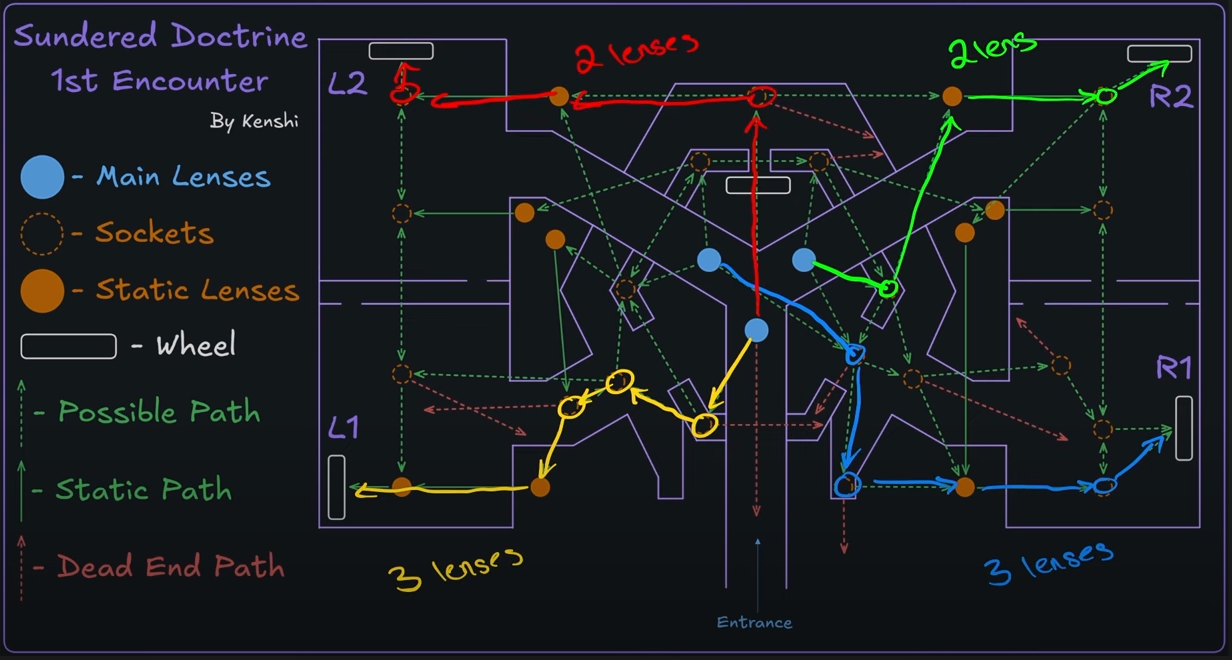 Sundered Doctrine
1st Encounter
By Kenshi
- Main Lenses
- Sockets
- Static Lenses
- Wheel
- Possible Path
- Static Path
- Dead End Path
L2
2 lenses
2 lens
R2
L1
R1
3 lenses
3 lenses
Entrance